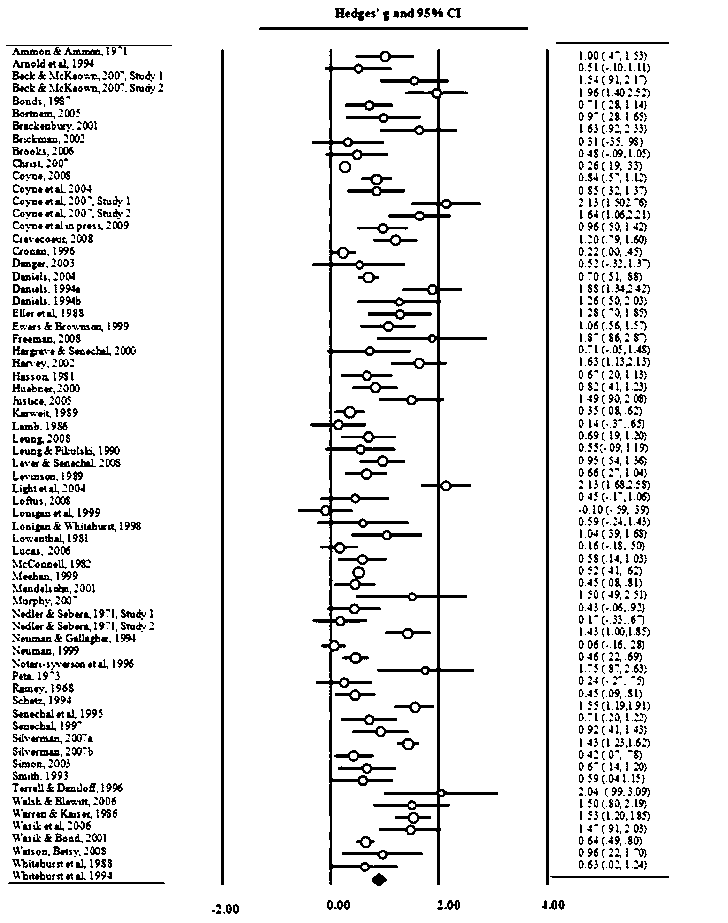 Hedges' g and 95% CI
Ammon & Ammon, 1971 1.00 (.47, 1.53)
Arnold et al, 1994 0.51 (-.10, 1.11)
Beck & McKeown, 2007, Study 1 1.54 (.91, 2.17)
Beck & McKeown, 2007, Study 2 1.96 (1.40 2.52)
Bonds, 1987 0.71 (.28, 1.14)
Bortnem, 2005 0.97 (.28, 1.65)
Brackenbury, 2001 1.63 (.92, 2.33)
Brickman, 2002 0.31 (-.35, .98)
Brooks, 2006 0.48 (-.09, 1.05)
Christ, 2007 0.26 (.19, .33)
Coyne, 2008 0.84 (.57, 1.12)
Coyne et al, 2004 0.85 (.32, 1.37)
Coyne et al, 2007, Study 1 2.13 (1.50 2.76)
Coyne et al, 2007, Study 2 1.64 (1.06, 2.21)
Coyne et al in press, 2009 0.96 (.50, 1.42)
Crevecoeur, 2008 1.20 (.79, 1.60)
Cronan, 1996 0.22 (.00, .45)
Danger, 2003 0.52 (-.32, 1.37)
Daniels, 2004 0.70 (.51, .88)
Daniels, 1994a 1.88 (1.34, 2.42)
Daniels, 1994b 1.26 (.50, 2.03)
Eller et al, 1988 1.28 (.70, 1.85)
Ewers & Brownson, 1999 1.06 (.56, 1.57)
Freeman, 2008 1.87 (.86, 2.87)
Hargrave & Senechal, 2000 0.71 (-.05, 1.48)
Harvey, 2002 1.63 (1.13, 2.13)
Hasson, 1981 0.67 (.20, 1.13)
Huebner, 2000 0.82 (.41, 1.23)
Justice, 2005 1.49 (.90, 2.08)
Karweit, 1989 0.35 (.08, .62)
Lamb, 1986 0.14 (-.37, .65)
Leung, 2008 0.69 (.19, 1.20)
Leung & Pikulski, 1990 0.55 (-.09, 1.19)
Lever & Senechal, 2008 0.95 (.54, 1.36)
Levinson, 1989 0.66 (.27, 1.04)
Light et al, 2004 2.13 (1.68, 2.58)
Loftus, 2008 0.45 (-.17, 1.06)
Lonigan et al, 1999 -0.10 (-.59, .39)
Lonigan & Whitehurst, 1998 0.59 (-.24, 1.43)
Lowenthal, 1981 1.04 (.39, 1.68)
Lucas, 2006 0.16 (-.18, .50)
McConnell, 1982 0.58 (.14, 1.03)
Meehan, 1999 0.52 (.41, .62)
Mendelsohn, 2001 0.45 (.08, .81)
Murphy, 2007 1.50 (.49, 2.51)
Nedler & Sebera, 1971, Study 1 0.43 (-.06, .92)
Nedler & Sebera, 1971, Study 2 0.17 (-.33, .67)
Neuman & Gallagher, 1994 1.43 (1.00, 1.85)
Neuman, 1999 0.06 (-.16, .28)
Notari-syverson et al, 1996 0.46 (.22, .69)
Peta, 1973 1.75 (.87, 2.63)
Ramey, 1968 0.24 (-.27, .75)
Schetz, 1994 0.45 (.09, .81)
Senechal et al, 1995 1.55 (1.19, 1.91)
Senechal, 1997 0.71 (.20, 1.22)
Silverman, 2007a 0.92 (.41, 1.43)
Silverman, 2007b 1.43 (1.23, 1.62)
Simon, 2003 0.42 (.07, .78)
Smith, 1993 0.67 (.14, 1.20)
Terrell & Daniloff, 1996 0.59 (.04 1.15)
Walsh & Blewitt, 2006 2.04 (.99, 3.09)
Warren & Kaiser, 1986 1.50 (.80, 2.19)
Wasik et al, 2006 1.53 (1.20, 1.85)
Wasik & Bond, 2001 1.47 (.91, 2.03)
Watson, Betsy, 2008 0.64 (.49, .80)
Whitehurst et al, 1988 0.96 (.22, 1.70)
Whitehurst et al, 1994 0.63 (.02, 1.24)
-2.00 0.00 2.00 4.00